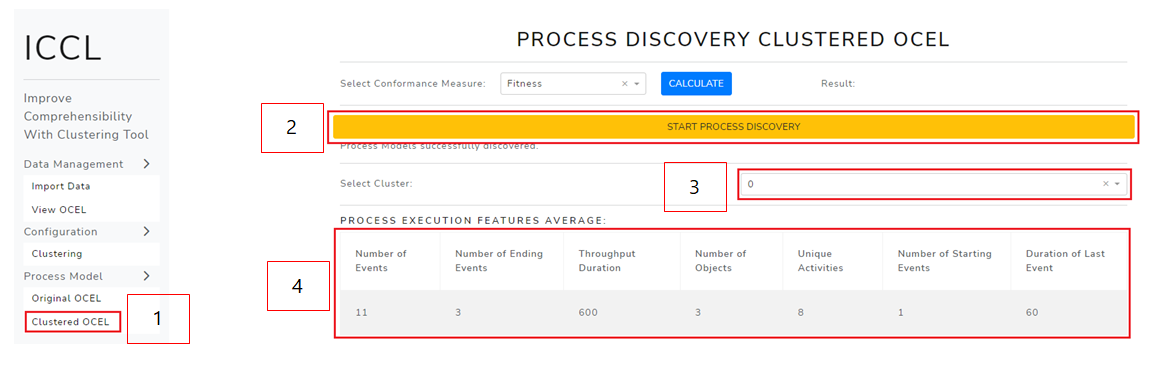 ICCL
Improve
Comprehensibility
With Clustering Tool
Data Management
Import Data
View OCEL
Configuration
Clustering
Process Model
Original OCEL
Clustered OCEL
1
PROCESS DISCOVERY CLUSTERED OCEL
Select Conformance Measure: Fitness × CALCULATE Result:
2
START PROCESS DISCOVERY
Process Models successfully discovered.
Select Cluster: 3 0 ×
PROCESS EXECUTION FEATURES AVERAGE:
4
Number of Events Number of Ending Events Throughput Duration Number of Objects Unique Activities Number of Starting Events Duration of Last Event
11 3 600 3 8 1 60